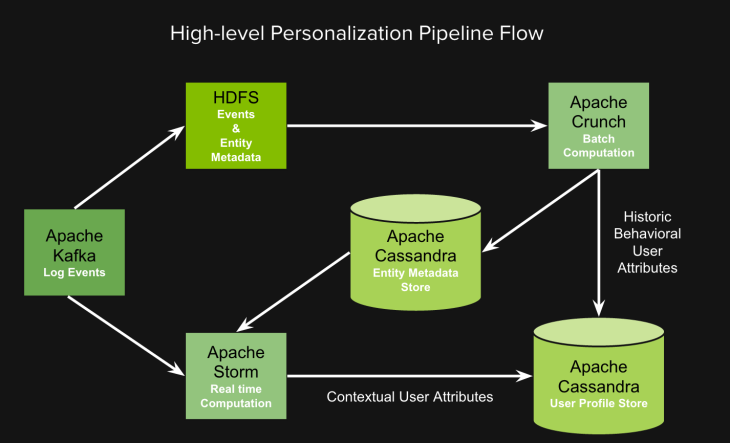 High-level Personalization Pipeline Flow
HDFS
Events
&
Entity
Metadata
Apache
Crunch
Batch
Computation
Apache
Kafka
Log Events
Apache
Cassandra
Entity Metadata
Store
Historic
Behavioral
User
Attributes
Apache
Storm
Real time
Computation
Contextual User Attributes
Apache
Cassandra
User Profile Store